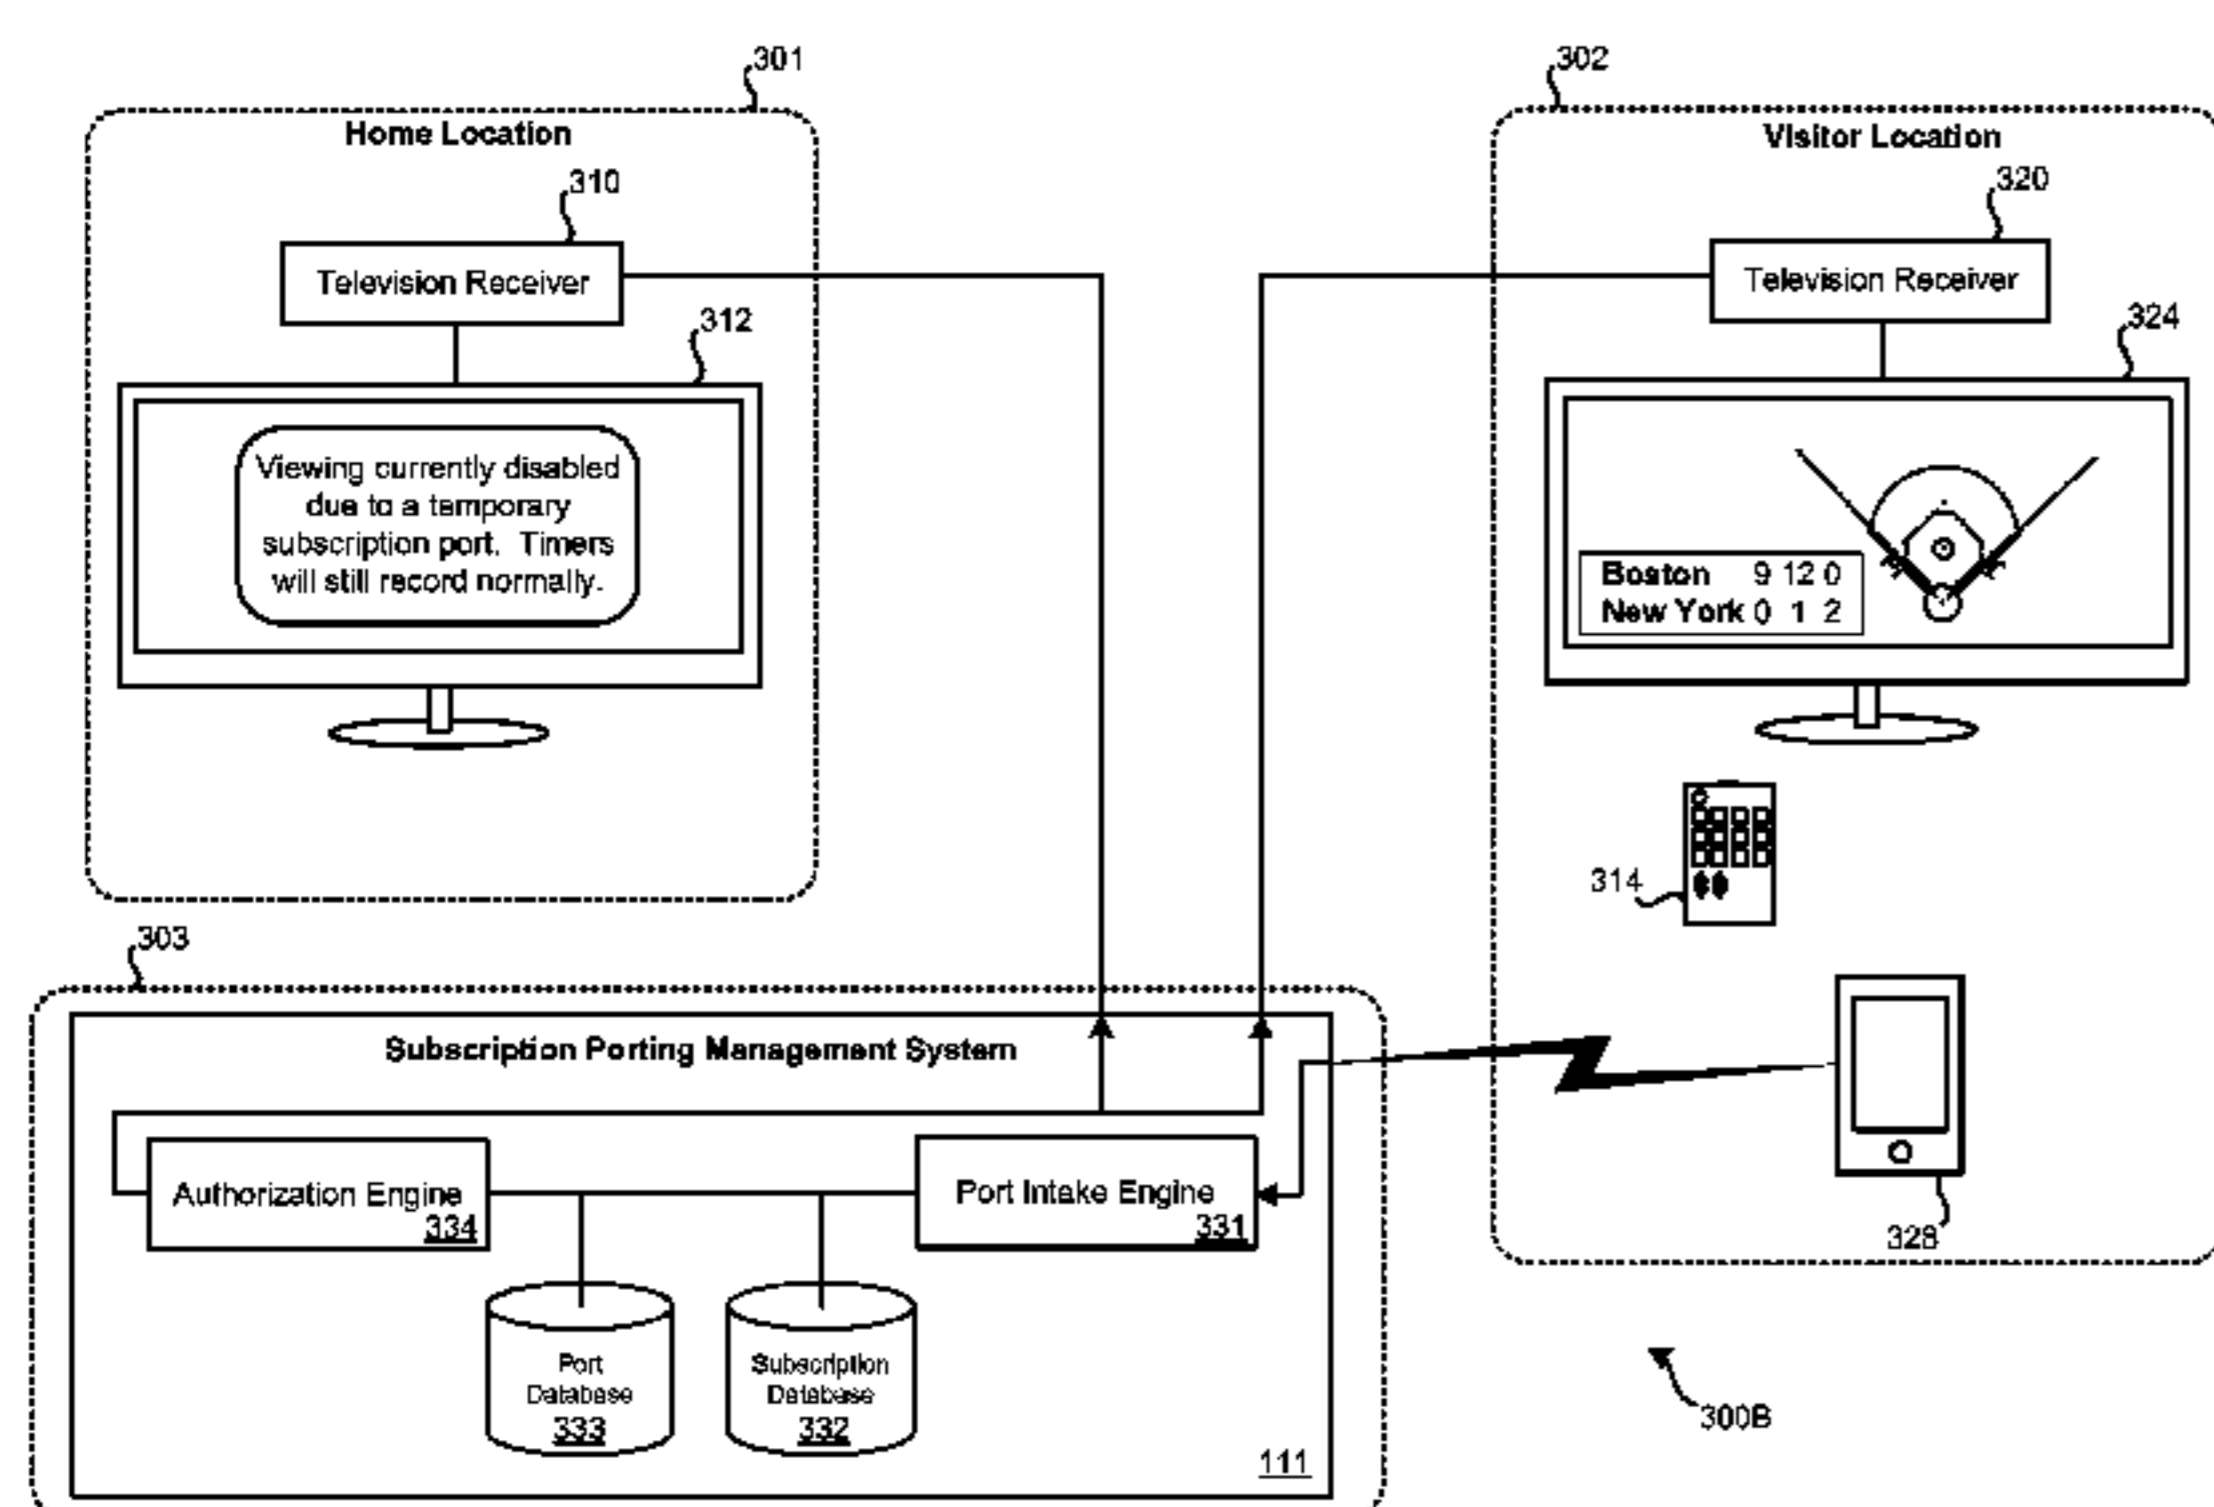 301
Home Location
310
Television Receiver
312
Viewing currently disabled
due to a temporary
subscription port. Timers
will still record normally.
302
Visitor Location
320
Television Receiver
324
Boston 9 12 0
New York 0 1 2
314
328
303
Subscription Porting Management System
Authorization Engine
334
Port Intake Engine
331
Port
Database
333
Subscription
Database
332
111
300B